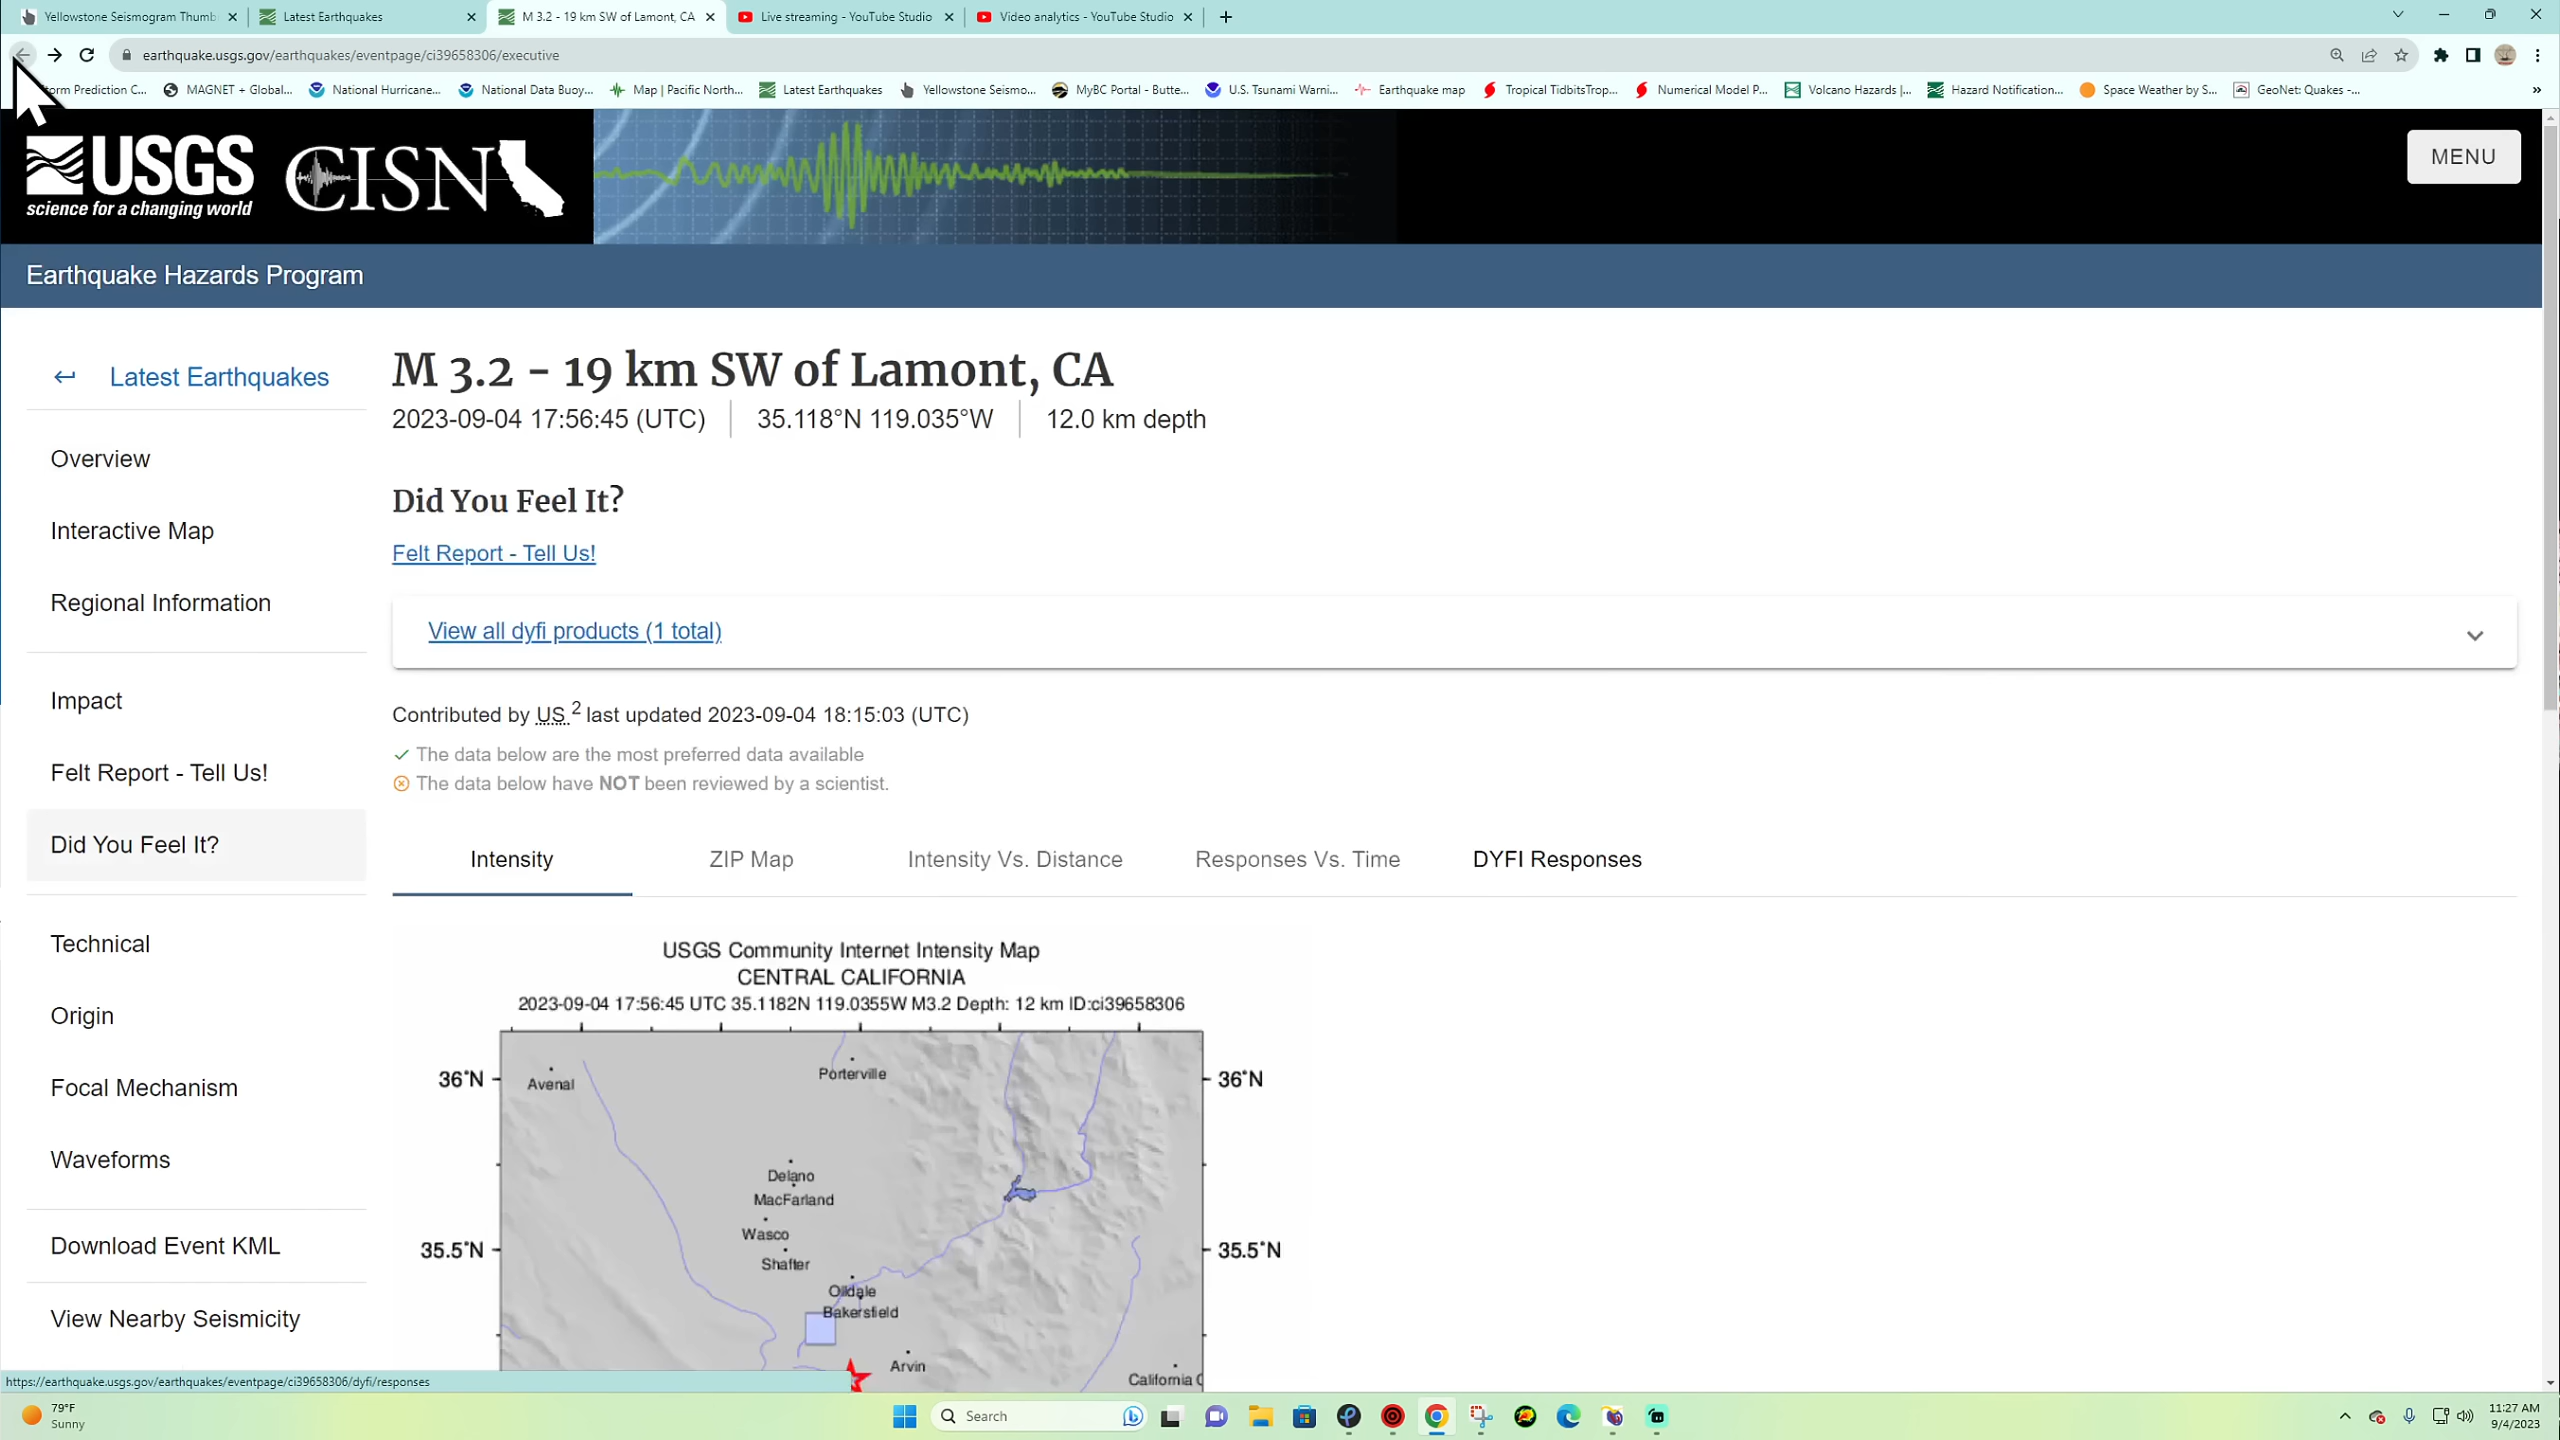 Yellowstone Seismogram Thumb
Latest Earthquakes
M 3.2 - 19 km SW of Lamont, CA
Live streaming - YouTube Studio
Video analytics - YouTube Studio
earthquake.usgs.gov/earthquakes/eventpage/ci39658306/executive
orm Prediction C...
MAGNET + Global...
National Hurricane...
National Data Buoy...
Map | Pacific North...
Latest Earthquakes
Yellowstone Seismo...
MyBC Portal - Butte...
U.S. Tsunami Warni...
Earthquake map
Tropical TidbitsTrop...
Numerical Model P...
Volcano Hazards |...
Hazard Notification...
Space Weather by S...
GeoNet: Quakes -...
»
USGS
science for a changing world
CISN
MENU
Earthquake Hazards Program
Latest Earthquakes
Overview
Interactive Map
Regional Information
Impact
Felt Report - Tell Us!
Did You Feel It?
Technical
Origin
Focal Mechanism
Waveforms
Download Event KML
View Nearby Seismicity
M 3.2 - 19 km SW of Lamont, CA
2023-09-04 17:56:45 (UTC)
35.118°N 119.035°W
12.0 km depth
Did You Feel It?
Felt Report - Tell Us!
View all dyfi products (1 total)
Contributed by US 2 last updated 2023-09-04 18:15:03 (UTC)
The data below are the most preferred data available
The data below have NOT been reviewed by a scientist.
Intensity
ZIP Map
Intensity Vs. Distance
Responses Vs. Time
DYFI Responses
USGS Community Internet Intensity Map
CENTRAL CALIFORNIA
2023-09-04 17:56:45 UTC 35.1182N 119.0355W M3.2 Depth: 12 km ID:ci39658306
36°N
Avenal
Porterville
36°N
Delano
MacFarland
Wasco
35.5°N
35.5°N
Shafter
Oildale
Bakersfield
Arvin
California C
https://earthquake.usgs.gov/earthquakes/eventpage/ci39658306/dyfi/responses
79°F
Sunny
Search
11:27 AM
9/4/2023